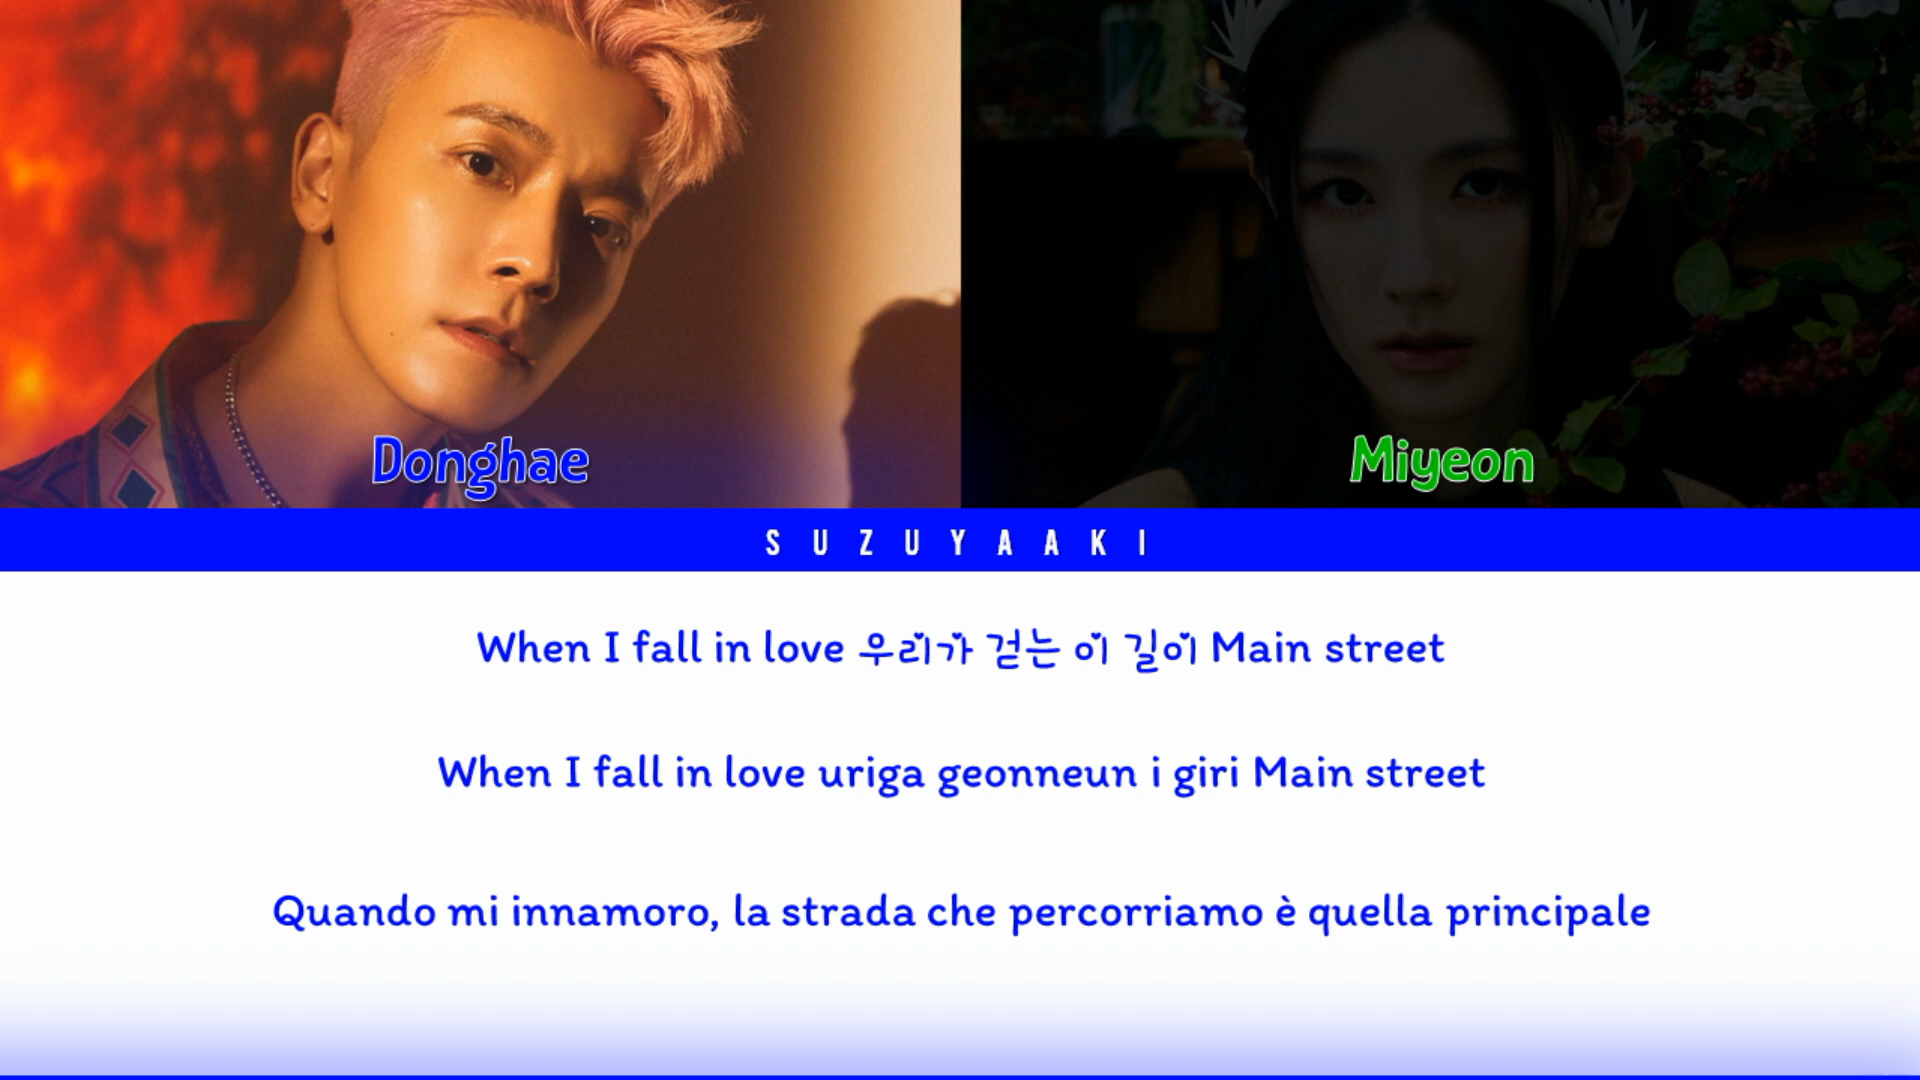 Donghae
Miyeon
SUZUYAAKI
When I fall in love 우리가 걷는 이 길이 Main street
When I fall in love uriga geonneun i giri Main street
Quando mi innamoro, la strada che percorriamo è quella principale